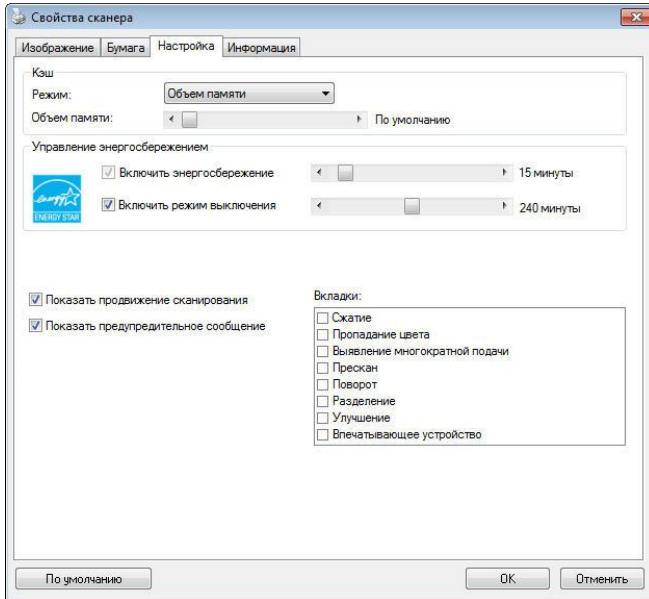 Свойства сканера
Изображение Бумага Настройка Информация
Кэш
Режим: Объем памяти
Объем памяти: По умолчанию
Управление энергосбережением
Включить энергосбережение 15 минуты
ENERGY STAR
Включить режим выключения 240 минуты
Показать продвижение сканирования
Показать предупредительное сообщение
Вкладки:
Сжатие
Пропадание цвета
Выявление многократной подачи
Прескан
Поворот
Разделение
Улучшение
Впечатывающее устройство
По умолчанию OK Отменить